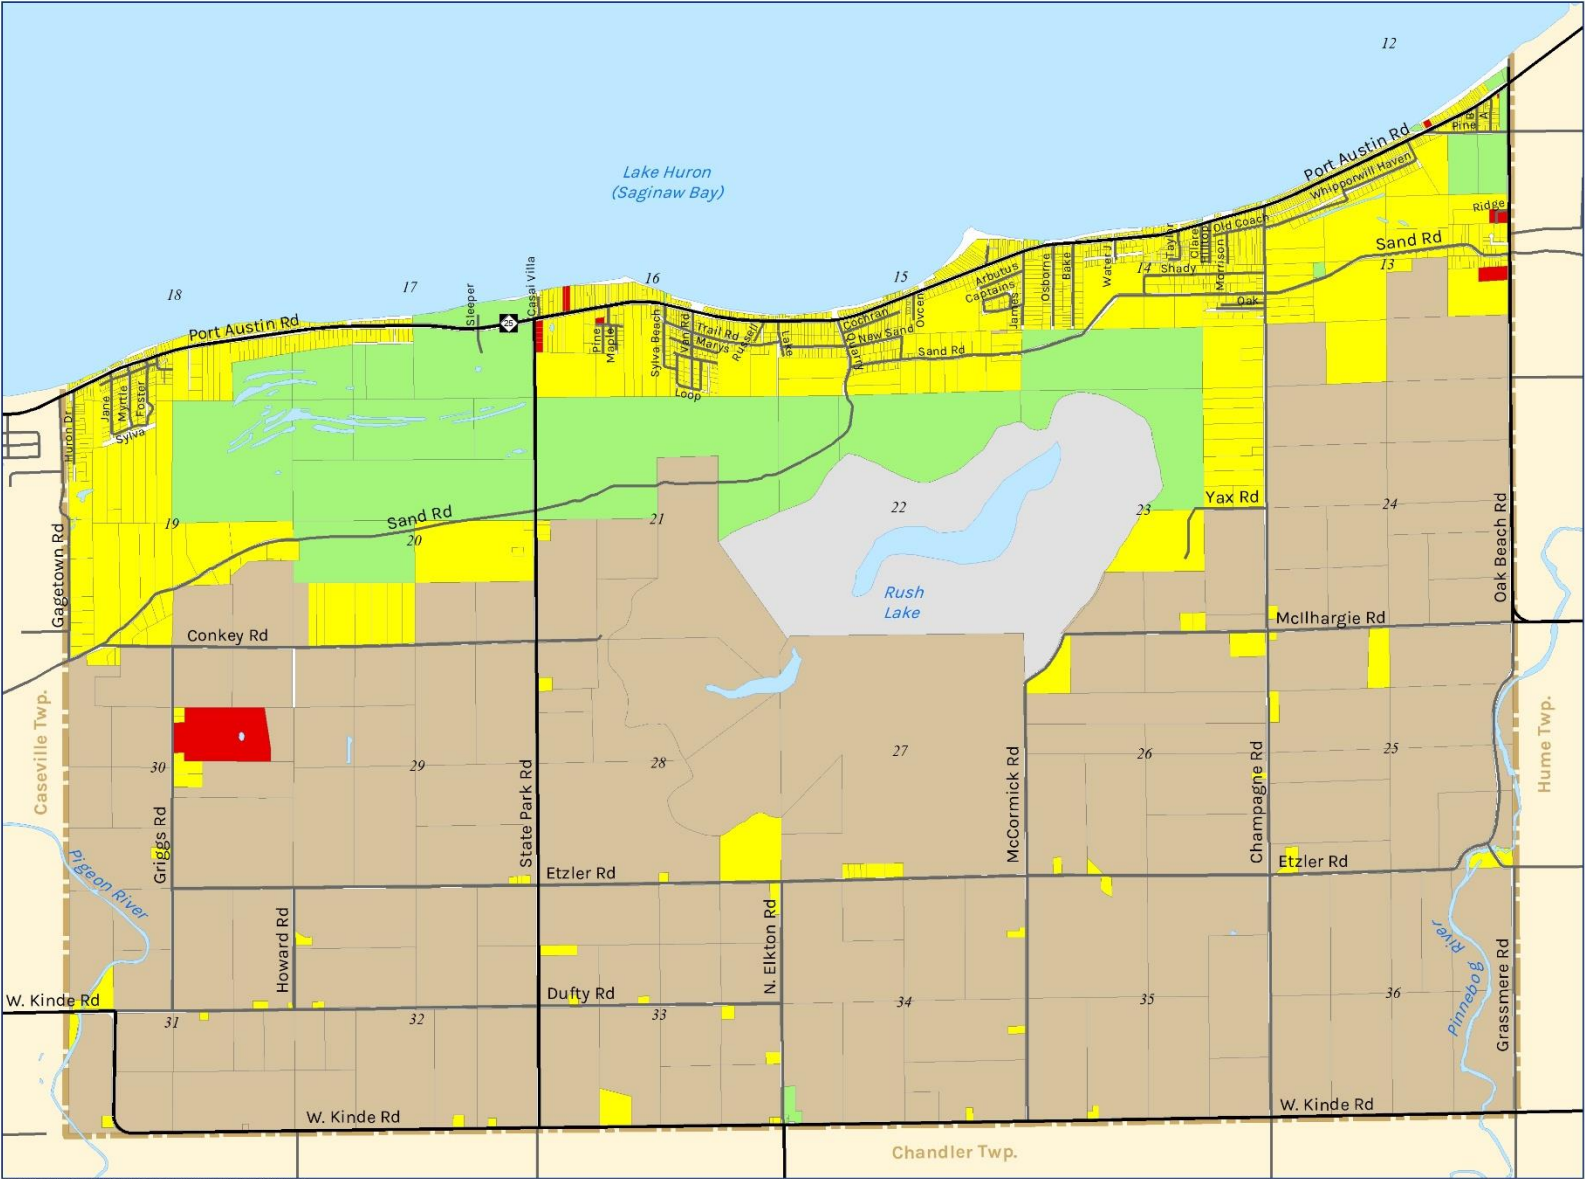 12
Port Austin Rd
B
A
Pine
Whipporwill Haven
Lake Huron
(Saginaw Bay)
Ridge
Old Coach
Sand Rd
13
Taylor
Clare
Hilltop
Morrison
Water
14
Shady
Oak
Bake
Osborne
Arbutus
Captains
James
15
16
17
18
Casai villa
Sleeper
25
Port Austin Rd
Cochran
Ovcen
New Sand
Sand Rd
Quarry
Lake
Russell
Trail Rd
Marys
Van Rd
Sylva Beach
Loop
Maple
Pine
Jane
Myrtle
Foster
Sylva
Huron Dr
Gagetown Rd
19
Sand Rd
20
21
22
23
Yax Rd
24
Oak Beach Rd
Rush
Lake
McIlhargie Rd
Conkey Rd
Caseville Twp.
Hume Twp.
30
29
28
27
26
25
Griggs Rd
State Park Rd
McCormick Rd
Champagne Rd
Etzler Rd
Etzler Rd
Pigeon River
Howard Rd
N. Elkton Rd
Pinnebog
River
Grassmere Rd
W. Kinde Rd
Dufty Rd
31
32
33
34
35
36
W. Kinde Rd
W. Kinde Rd
Chandler Twp.